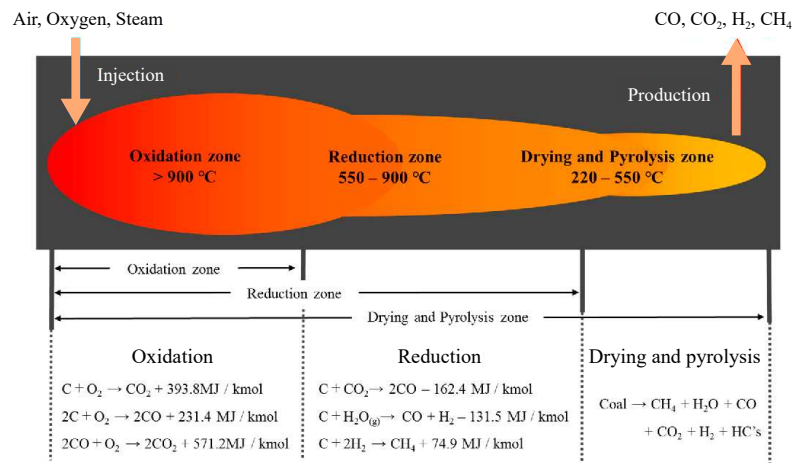 Air, Oxygen, Steam
CO, CO₂, H₂, CH₄
Injection
Production
Oxidation zone
> 900 ℃
Reduction zone
550 – 900 ℃
Drying and Pyrolysis zone
220 – 550 ℃
Oxidation zone
Reduction zone
Drying and Pyrolysis zone
Oxidation
Reduction
Drying and pyrolysis
C + O₂ → CO₂ + 393.8MJ / kmol
2C + O₂ → 2CO + 231.4 MJ / kmol
2CO + O₂ → 2CO₂ + 571.2MJ / kmol
C + CO₂ → 2CO – 162.4 MJ / kmol
C + H₂O(g) → CO + H₂ – 131.5 MJ / kmol
C + 2H₂ → CH₄ + 74.9 MJ / kmol
Coal → CH₄ + H₂O + CO
+ CO₂ + H₂ + HC's